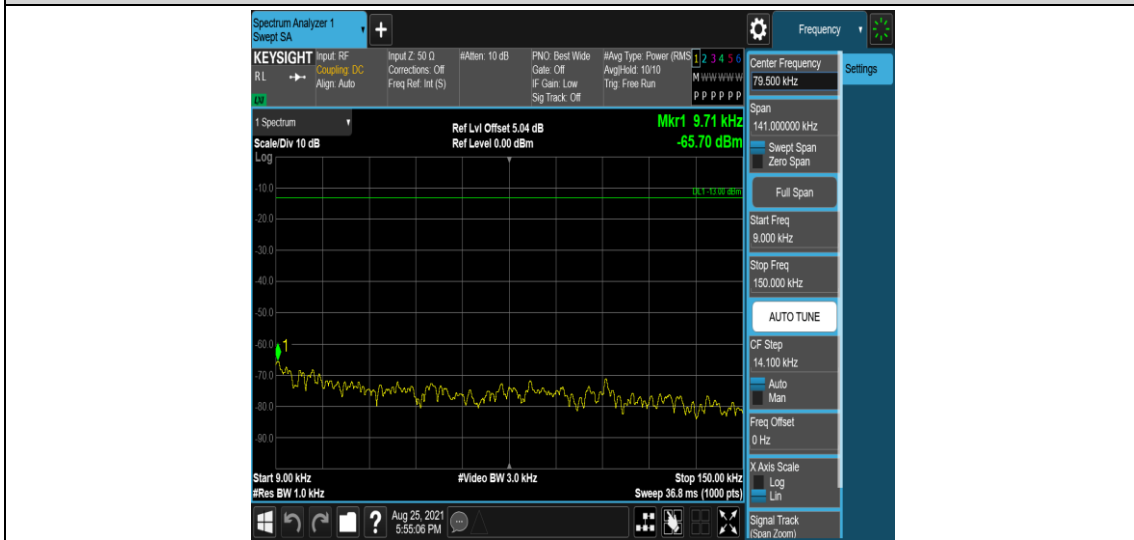 Spectrum Analyzer 1
Swept SA
+
Frequency
KEYSIGHT
RL
Input: RF
Coupling: DC
Align: Auto
Input Z: 50 Ω
Corrections: Off
Freq Ref: Int (S)
#Atten: 10 dB
PNO: Best Wide
Gate: Off
IF Gain: Low
Sig Track: Off
#Avg Type: Power (RMS
Avg|Hold: 10/10
Trig: Free Run
1 2 3 4 5 6
M W W W W W
P P P P P P
1 Spectrum
Scale/Div 10 dB
Log
Ref Lvl Offset 5.04 dB
Ref Level 0.00 dBm
Mkr1 9.71 kHz
-65.70 dBm
DL1 -13.00 dBm
-10.0
-20.0
-30.0
-40.0
-50.0
-60.0
1
-70.0
-80.0
-90.0
Start 9.00 kHz
#Res BW 1.0 kHz
#Video BW 3.0 kHz
Stop 150.00 kHz
Sweep 36.8 ms (1000 pts)
?
Aug 25, 2021
5:55:06 PM
Center Frequency
79.500 kHz
Settings
Span
141.000000 kHz
Swept Span
Zero Span
Full Span
Start Freq
9.000 kHz
Stop Freq
150.000 kHz
AUTO TUNE
CF Step
14.100 kHz
Auto
Man
Freq Offset
0 Hz
X Axis Scale
Log
Lin
Signal Track
(Span Zoom)